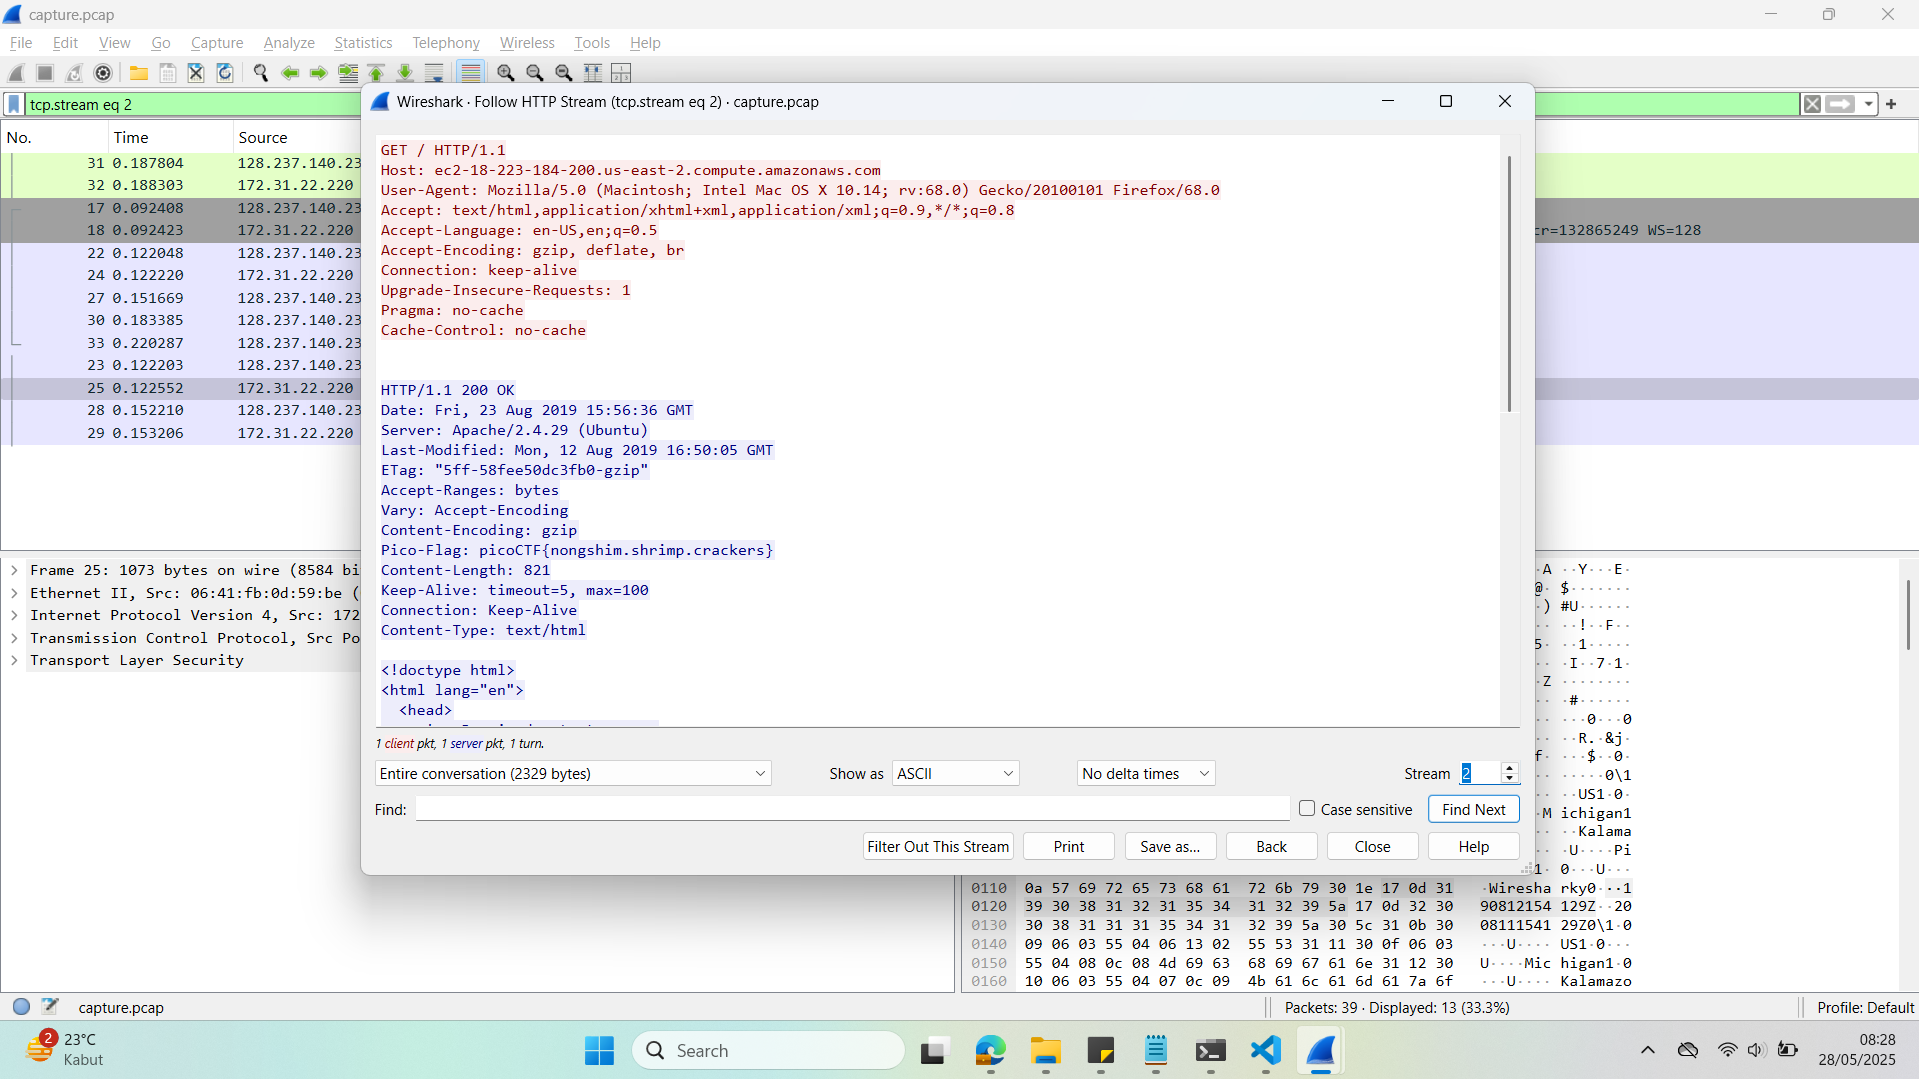 capture.pcap
File Edit View Go Capture Analyze Statistics Telephony Wireless Tools Help
tcp.stream eq 2
No. Time Source
31 0.187804 128.237.140.23
32 0.188303 172.31.22.220
17 0.092408 128.237.140.23
18 0.092423 172.31.22.220 cr=132865249 WS=128
22 0.122048 128.237.140.23
24 0.122220 172.31.22.220
27 0.151669 128.237.140.23
30 0.183385 128.237.140.23
33 0.220287 128.237.140.23
23 0.122203 128.237.140.23
25 0.122552 172.31.22.220
28 0.152210 128.237.140.23
29 0.153206 172.31.22.220
Wireshark · Follow HTTP Stream (tcp.stream eq 2) · capture.pcap
GET / HTTP/1.1
Host: ec2-18-223-184-200.us-east-2.compute.amazonaws.com
User-Agent: Mozilla/5.0 (Macintosh; Intel Mac OS X 10.14; rv:68.0) Gecko/20100101 Firefox/68.0
Accept: text/html,application/xhtml+xml,application/xml;q=0.9,*/*;q=0.8
Accept-Language: en-US,en;q=0.5
Accept-Encoding: gzip, deflate, br
Connection: keep-alive
Upgrade-Insecure-Requests: 1
Pragma: no-cache
Cache-Control: no-cache
HTTP/1.1 200 OK
Date: Fri, 23 Aug 2019 15:56:36 GMT
Server: Apache/2.4.29 (Ubuntu)
Last-Modified: Mon, 12 Aug 2019 16:50:05 GMT
ETag: "5ff-58fee50dc3fb0-gzip"
Accept-Ranges: bytes
Vary: Accept-Encoding
Content-Encoding: gzip
Pico-Flag: picoCTF{nongshim.shrimp.crackers}
Content-Length: 821
Keep-Alive: timeout=5, max=100
Connection: Keep-Alive
Content-Type: text/html
<!doctype html>
<html lang="en">
<head>
1 client pkt, 1 server pkt, 1 turn.
Entire conversation (2329 bytes) Show as ASCII No delta times Stream 2
Find: Case sensitive Find Next
Filter Out This Stream Print Save as... Back Close Help
Frame 25: 1073 bytes on wire (8584 bi
Ethernet II, Src: 06:41:fb:0d:59:be (
Internet Protocol Version 4, Src: 172
Transmission Control Protocol, Src Po
Transport Layer Security
·A ··Y···E·
@· $·······
·) #U······
·· ··!··F··
5· ··1·····
·· ·I··7·1·
·Z ········
·· ·#······
·· ···0···0
·· ··R.·&j·
f· ··$··0·
·· ·····0\1
·· ··US1·0·
·M ichigan1
·· ··Kalama
·· ·U····Pi
·1 0···U···
0110 0a 57 69 72 65 73 68 61 72 6b 79 30 1e 17 0d 31 ·Wiresha rky0···1
0120 39 30 38 31 32 31 35 34 31 32 39 5a 17 0d 32 30 90812154 129Z··20
0130 30 38 31 31 31 35 34 31 32 39 5a 30 5c 31 0b 30 08111541 29Z0\1·0
0140 09 06 03 55 04 06 13 02 55 53 31 11 30 0f 06 03 ···U···· US1·0···
0150 55 04 08 0c 08 4d 69 63 68 69 67 61 6e 31 12 30 U····Mic higan1·0
0160 10 06 03 55 04 07 0c 09 4b 61 6c 61 6d 61 7a 6f ···U···· Kalamazo
capture.pcap Packets: 39 · Displayed: 13 (33.3%) Profile: Default
2 23°C
Kabut
Search
08:28
28/05/2025